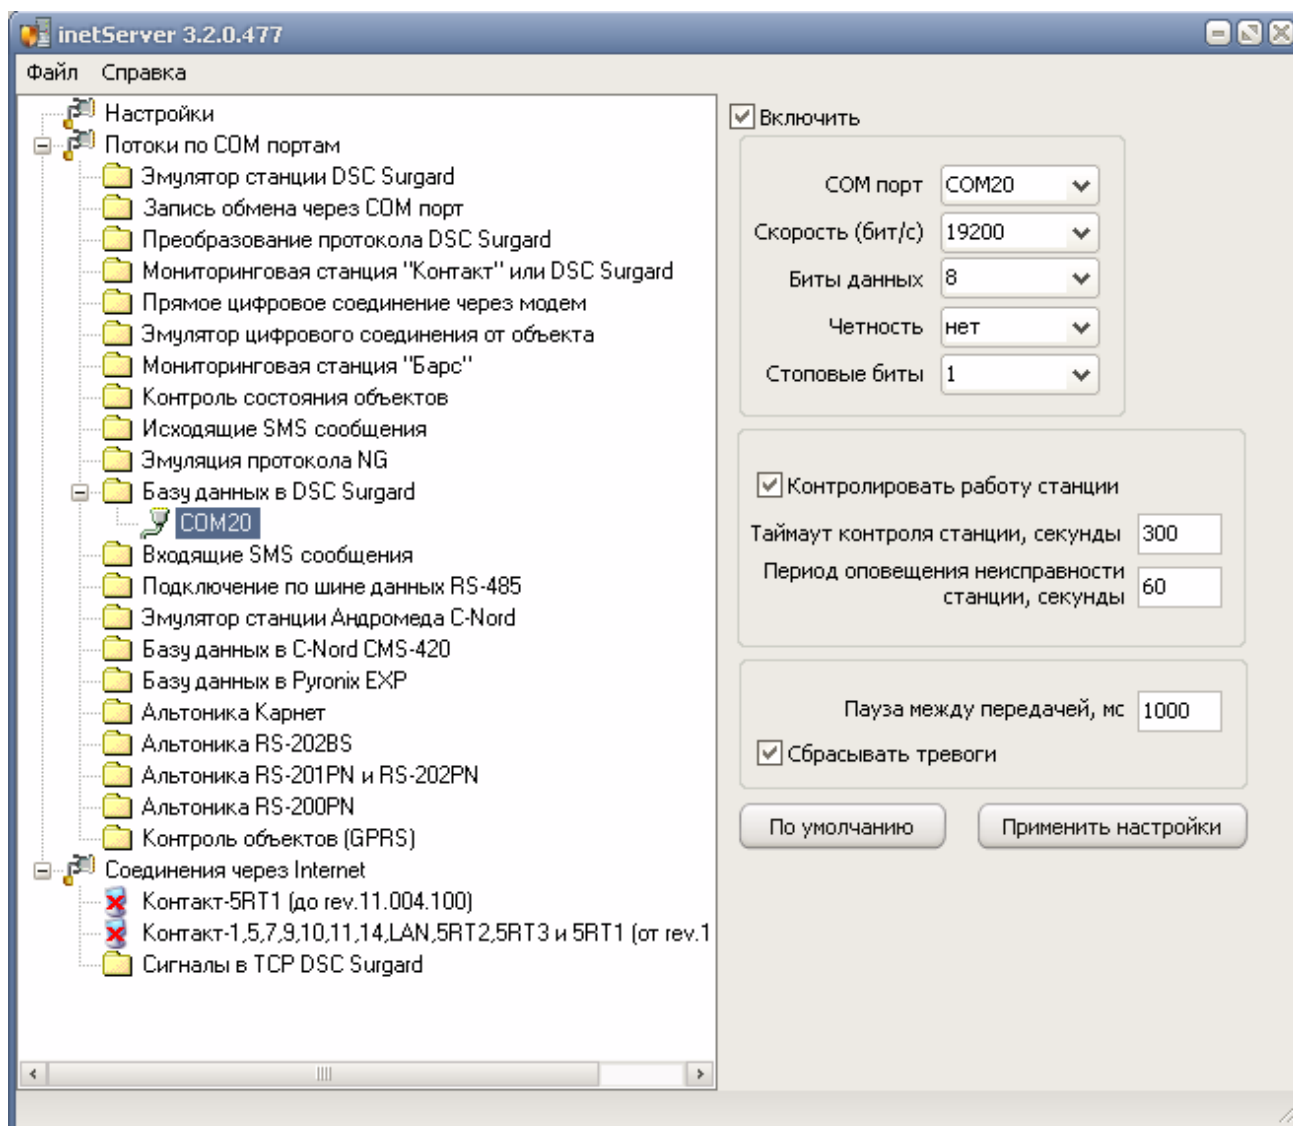 inetServer 3.2.0.477
Файл Справка
Настройки
Потоки по COM портам
Эмулятор станции DSC Surgard
Запись обмена через COM порт
Преобразование протокола DSC Surgard
Мониторинговая станция "Контакт" или DSC Surgard
Прямое цифровое соединение через модем
Эмулятор цифрового соединения от объекта
Мониторинговая станция "Барс"
Контроль состояния объектов
Исходящие SMS сообщения
Эмуляция протокола NG
Базу данных в DSC Surgard
COM20
Входящие SMS сообщения
Подключение по шине данных RS-485
Эмулятор станции Андромеда C-Nord
Базу данных в C-Nord CMS-420
Базу данных в Pyronix EXP
Альтоника Карнет
Альтоника RS-202BS
Альтоника RS-201PN и RS-202PN
Альтоника RS-200PN
Контроль объектов (GPRS)
Соединения через Internet
Контакт-5RT1 (до rev.11.004.100)
Контакт-1,5,7,9,10,11,14,LAN,5RT2,5RT3 и 5RT1 (от rev.1
Сигналы в TCP DSC Surgard
Включить
COM порт COM20
Скорость (бит/с) 19200
Биты данных 8
Четность нет
Стоповые биты 1
Контролировать работу станции
Таймаут контроля станции, секунды 300
Период оповещения неисправности
станции, секунды 60
Пауза между передачей, мс 1000
Сбрасывать тревоги
По умолчанию Применить настройки